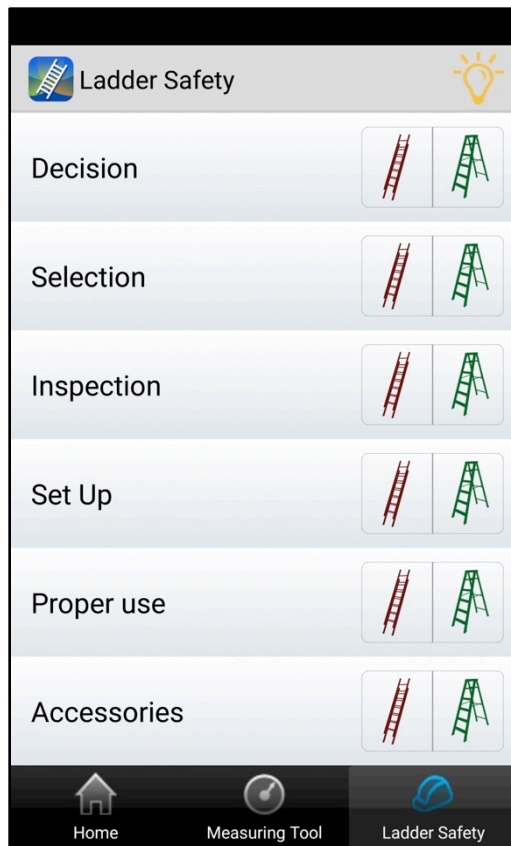 Ladder Safety
Decision
Selection
Inspection
Set Up
Proper use
Accessories
Home
Measuring Tool
Ladder Safety